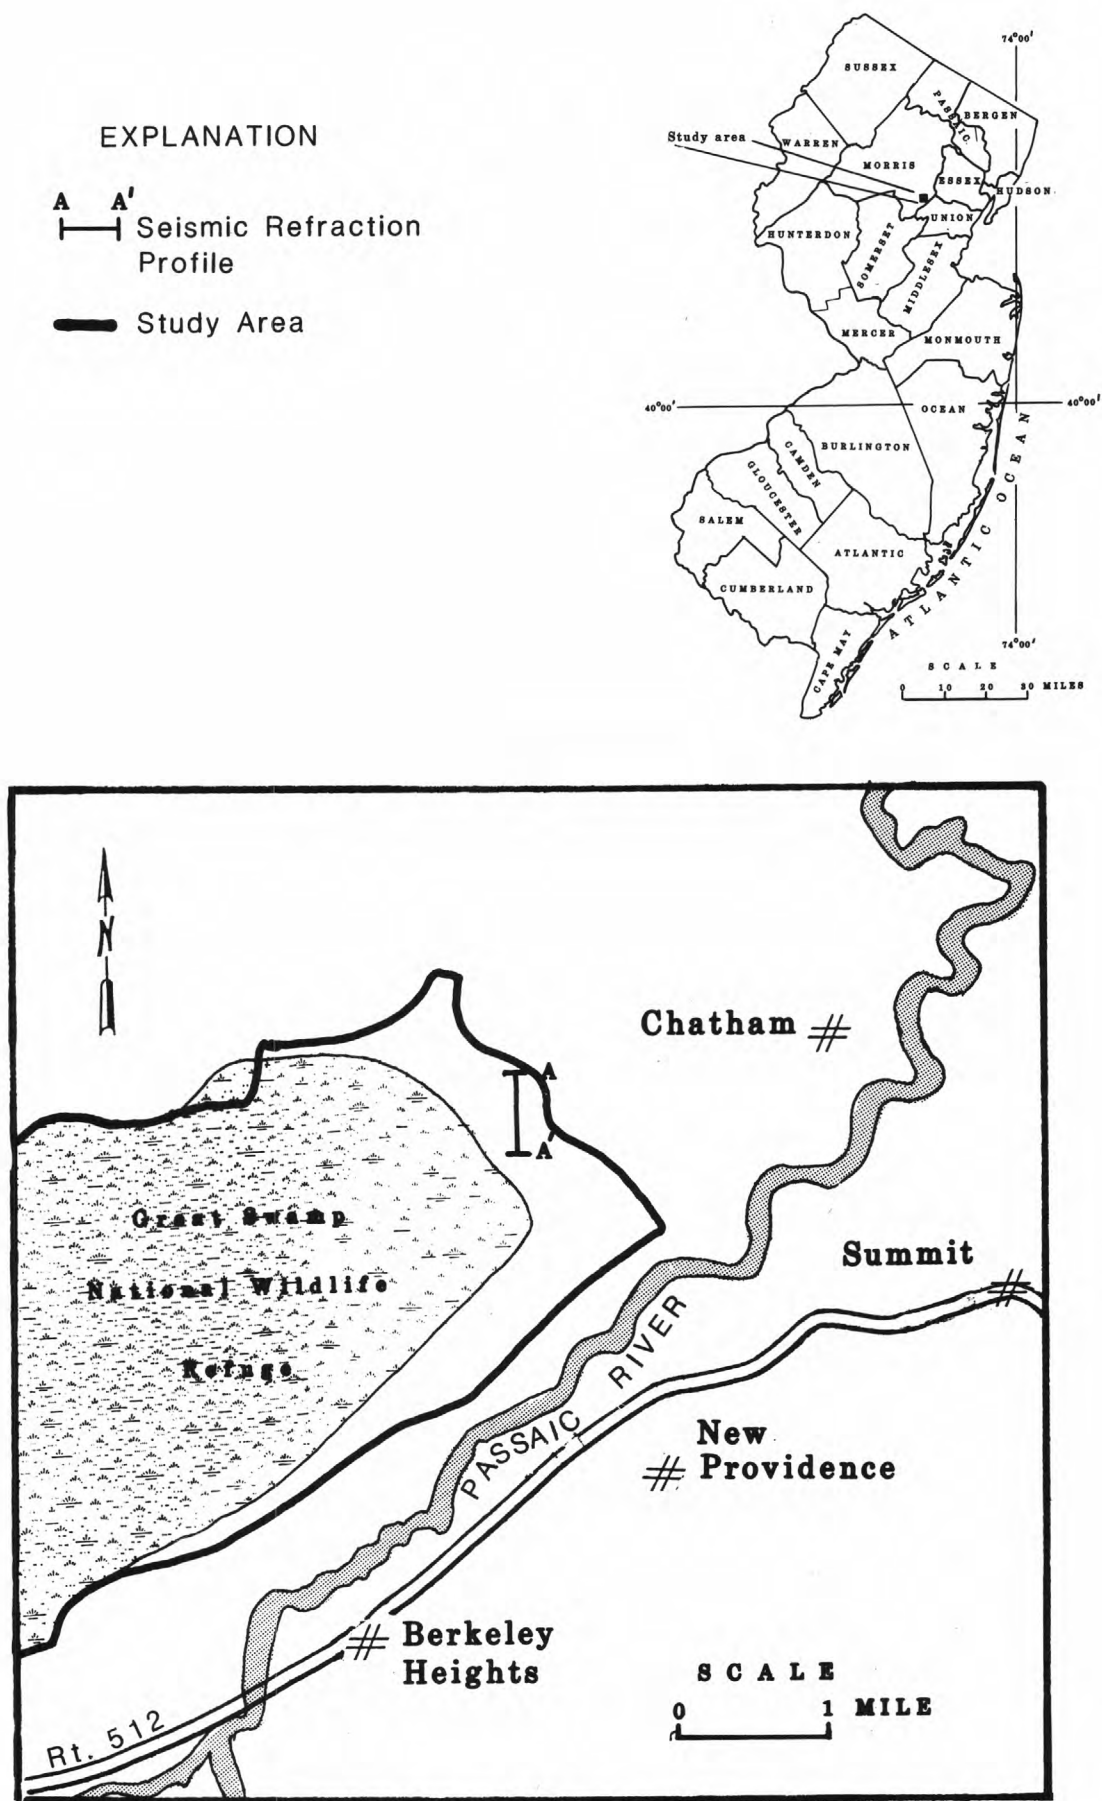 EXPLANATION
A A'
Seismic Refraction
Profile
Study Area
74°00'
SUSSEX
PASSAIC
BERGEN
Study area
WARREN
MORRIS
ESSEX
HUDSON
UNION
HUNTERDON
SOMERSET
MIDDLESEX
MERCER
MONMOUTH
40°00'
40°00'
OCEAN
BURLINGTON
CAMDEN
GLOUCESTER
SALEM
ATLANTIC
CUMBERLAND
CAPE MAY
ATLANTIC OCEAN
74°00'
SCALE
0 10 20 30 MILES
N
Chatham
A
A'
Great Swamp
National Wildlife
Refuge
Summit
PASSAIC RIVER
New
Providence
Berkeley
Heights
Rt. 512
SCALE
0 1 MILE